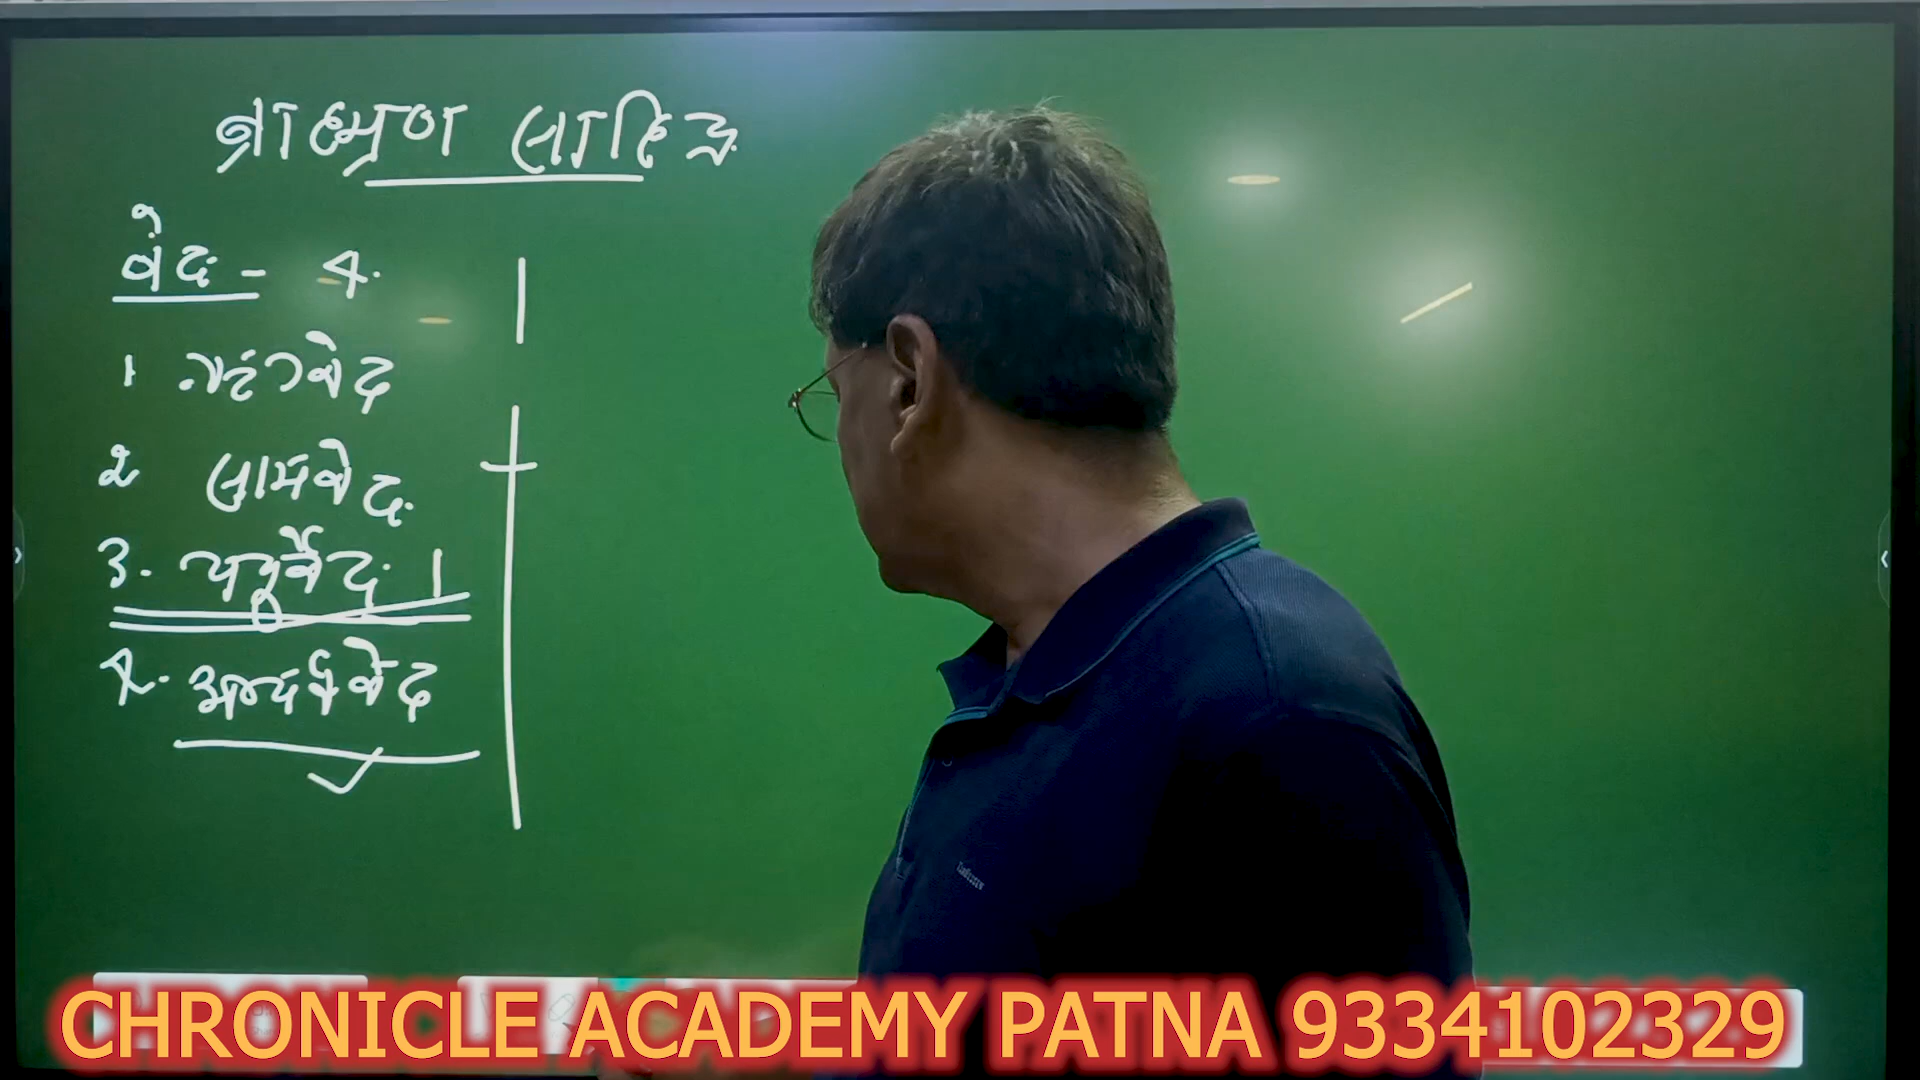 ब्राह्मण साहित्य
वेद - 4.
1 ऋग्वेद
2 सामवेद
3. यजुर्वेद
4. अथर्ववेद
CHRONICLE ACADEMY PATNA 9334102329